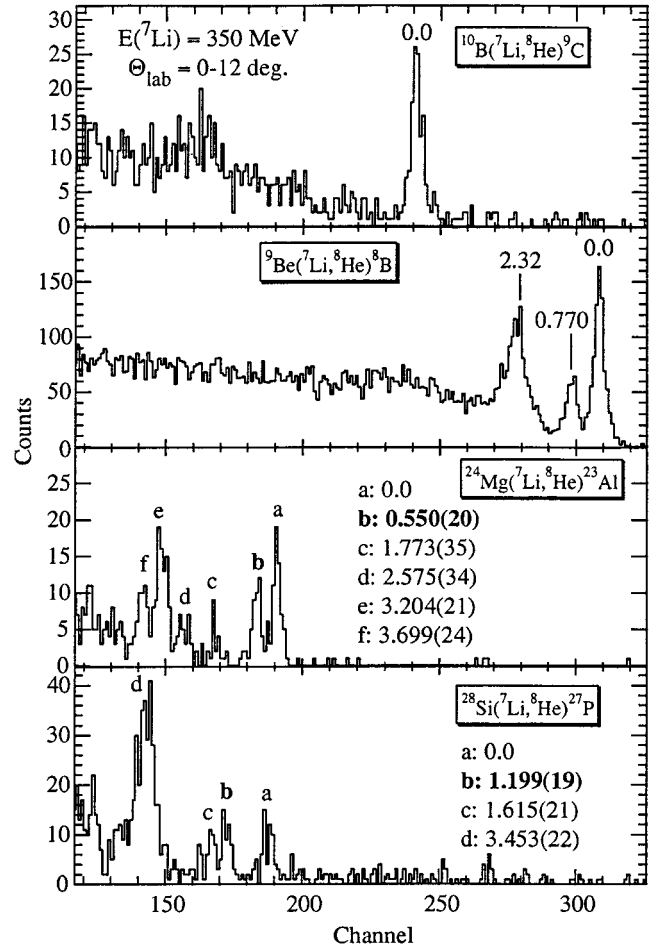 E(⁷Li) = 350 MeV
Θlab = 0-12 deg.
0.0
¹⁰B(⁷Li,⁸He)⁹C
30
25
20
15
10
5
0
⁹Be(⁷Li,⁸He)⁸B
2.32
0.770
0.0
150
100
50
0
Counts
²⁴Mg(⁷Li,⁸He)²³Al
a: 0.0
b: 0.550(20)
c: 1.773(35)
d: 2.575(34)
e: 3.204(21)
f: 3.699(24)
f
e
d
c
b
a
25
20
15
10
5
0
²⁸Si(⁷Li,⁸He)²⁷P
a: 0.0
b: 1.199(19)
c: 1.615(21)
d: 3.453(22)
d
c
b
a
40
30
20
10
0
150 200 250 300
Channel